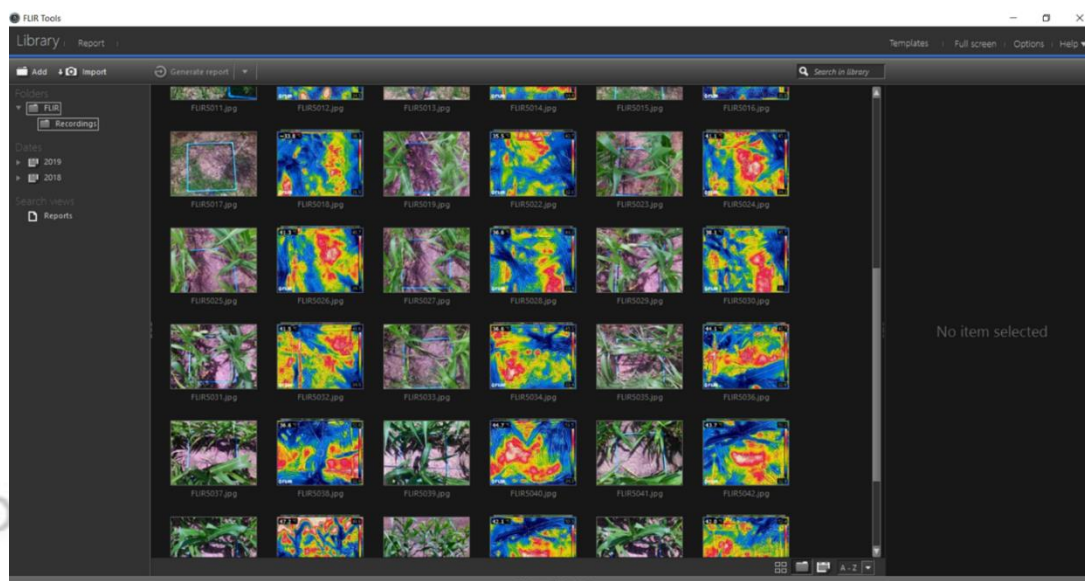 FLIR Tools
Library Report Templates Full screen Options Help
Add Import Generate report Search in library
Folders
FLIR
Recordings
Dates
2019
2018
Search views
Reports
FLIR5011.jpg FLIR5012.jpg FLIR5013.jpg FLIR5014.jpg FLIR5015.jpg FLIR5016.jpg
FLIR5017.jpg FLIR5018.jpg FLIR5019.jpg FLIR5022.jpg FLIR5023.jpg FLIR5024.jpg
FLIR5025.jpg FLIR5026.jpg FLIR5027.jpg FLIR5028.jpg FLIR5029.jpg FLIR5030.jpg
No item selected
FLIR5031.jpg FLIR5032.jpg FLIR5033.jpg FLIR5034.jpg FLIR5035.jpg FLIR5036.jpg
FLIR5037.jpg FLIR5038.jpg FLIR5039.jpg FLIR5040.jpg FLIR5041.jpg FLIR5042.jpg
A - Z